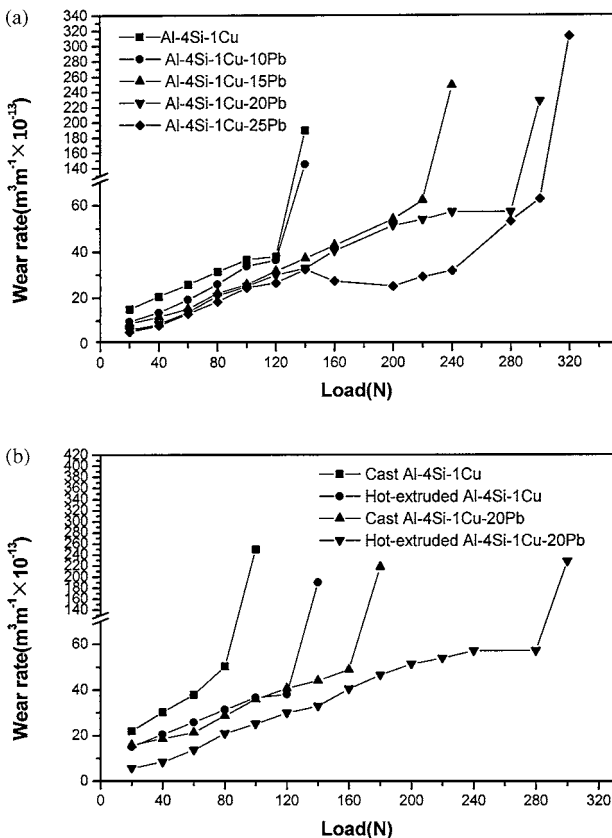 (a)
Wear rate(m³m⁻¹×10⁻¹³)
340
320
300
280
260
240
220
200
180
160
140
60
40
20
0
Al-4Si-1Cu
Al-4Si-1Cu-10Pb
Al-4Si-1Cu-15Pb
Al-4Si-1Cu-20Pb
Al-4Si-1Cu-25Pb
0 40 80 120 160 200 240 280 320
Load(N)
(b)
Wear rate(m³m⁻¹×10⁻¹³)
420
400
380
360
340
320
300
280
260
240
220
200
180
160
140
60
40
20
0
Cast Al-4Si-1Cu
Hot-extruded Al-4Si-1Cu
Cast Al-4Si-1Cu-20Pb
Hot-extruded Al-4Si-1Cu-20Pb
0 40 80 120 160 200 240 280 320
Load(N)